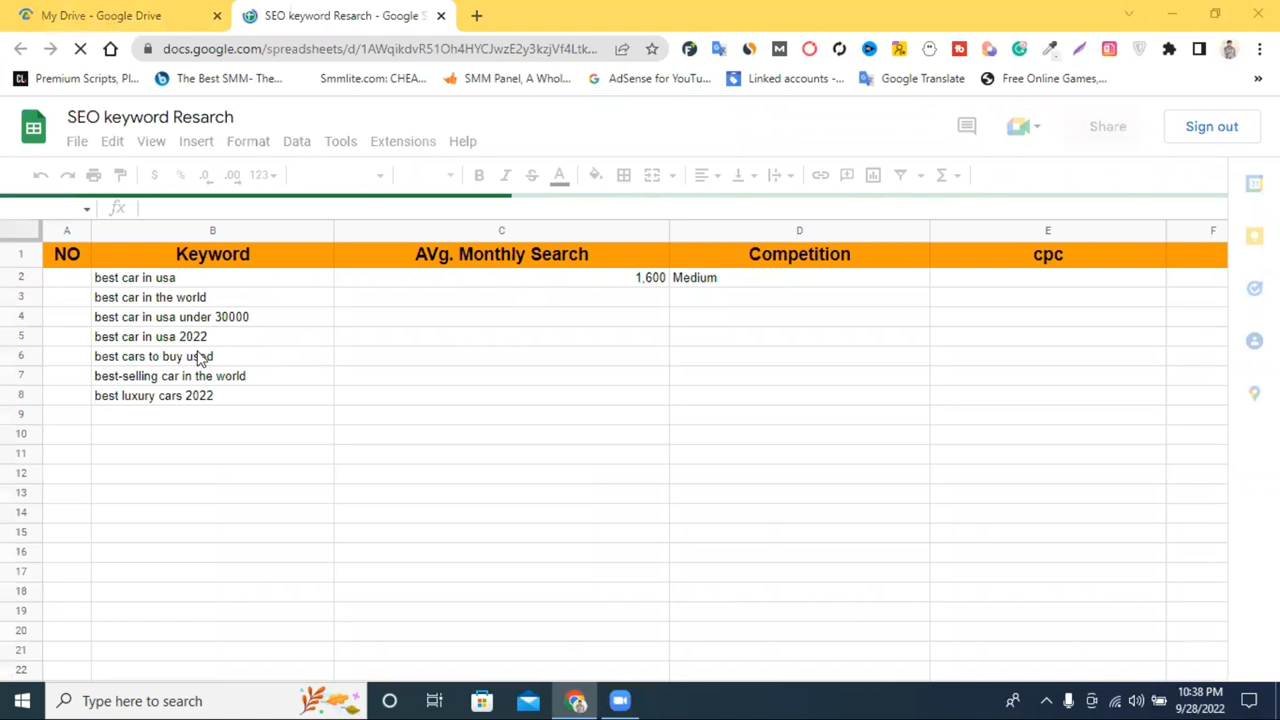 My Drive - Google Drive
SEO keyword Resarch - Google S
docs.google.com/spreadsheets/d/1AWqikdvR51Oh4HYCJwzE2y3kzjVf4Ltk...
Premium Scripts, Pl...
The Best SMM- The...
Smmlite.com: CHEA...
SMM Panel, A Whol...
AdSense for YouTu...
Linked accounts -...
Google Translate
Free Online Games,...
SEO keyword Resarch
Share
Sign out
File Edit View Insert Format Data Tools Extensions Help
$ % .0 .00 123
fx
A B C D E F
1 NO Keyword AVg. Monthly Search Competition cpc
2 best car in usa 1,600 Medium
3 best car in the world
4 best car in usa under 30000
5 best car in usa 2022
6 best cars to buy used
7 best-selling car in the world
8 best luxury cars 2022
9
10
11
12
13
14
15
16
17
18
19
20
21
22
Type here to search
10:38 PM
9/28/2022